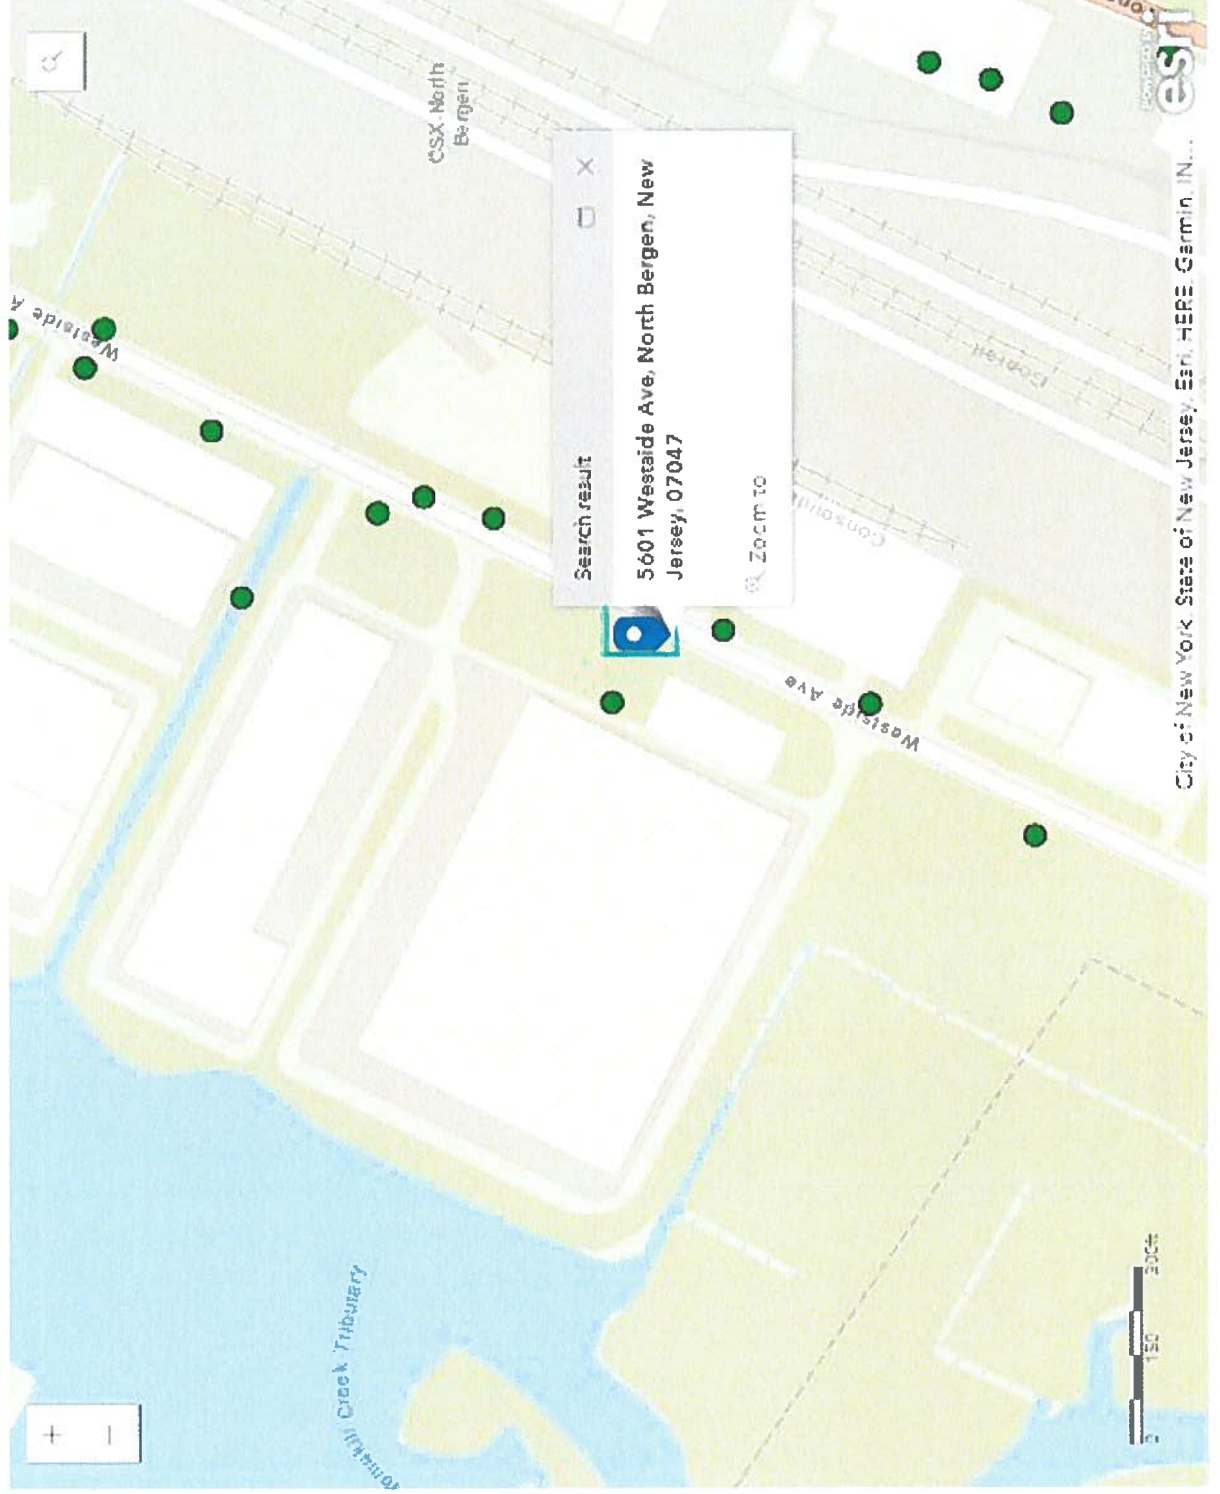 +
−
Westside A
Creek Tributary
CSX-North
Bergen
Search result
5601 Westside Ave, North Bergen, New
Jersey, 07047
Zoom to
Westside Ave
Conrail
0 150 300ft
City of New York, State of New Jersey, Esri, HERE, Garmin, IN...
esri